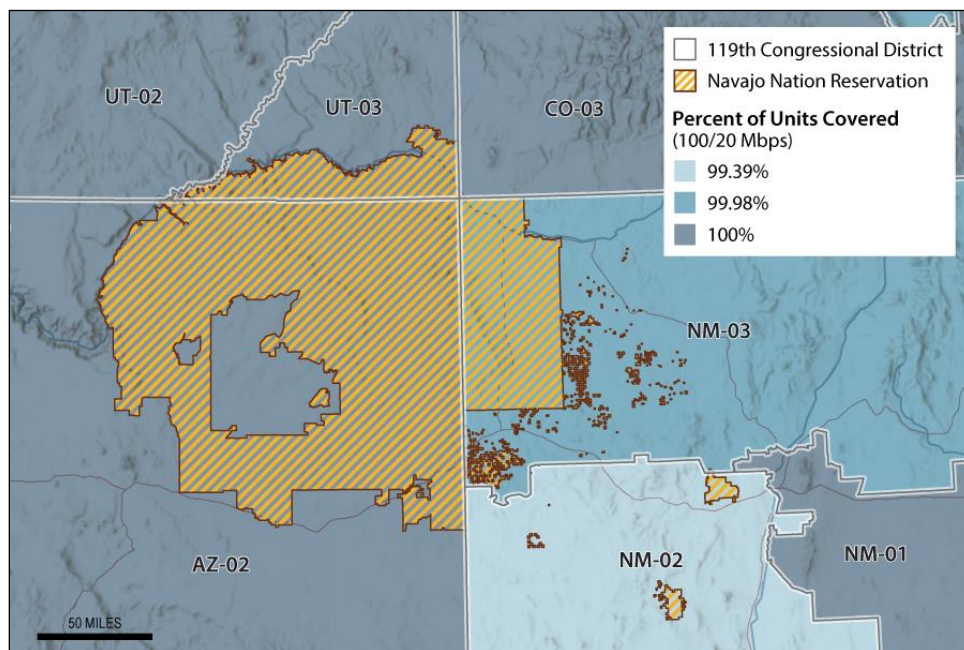 119th Congressional District
Navajo Nation Reservation
Percent of Units Covered
(100/20 Mbps)
99.39%
99.98%
100%
UT-02
UT-03
CO-03
NM-03
AZ-02
NM-02
NM-01
50 MILES